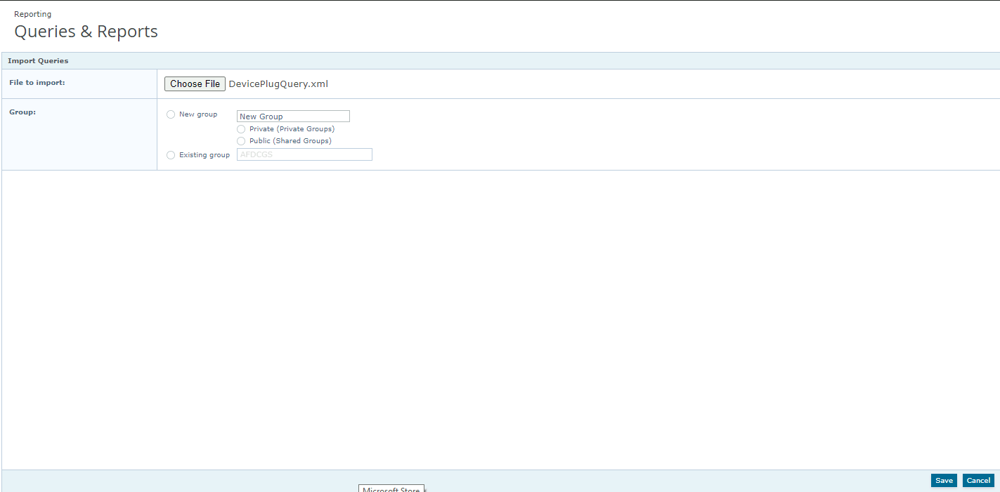 Reporting
Queries & Reports
Import Queries
File to import:
Choose File DevicePlugQuery.xml
Group:
New group
New Group
Private (Private Groups)
Public (Shared Groups)
Existing group
AFDCGS
Save Cancel
Microsoft Store